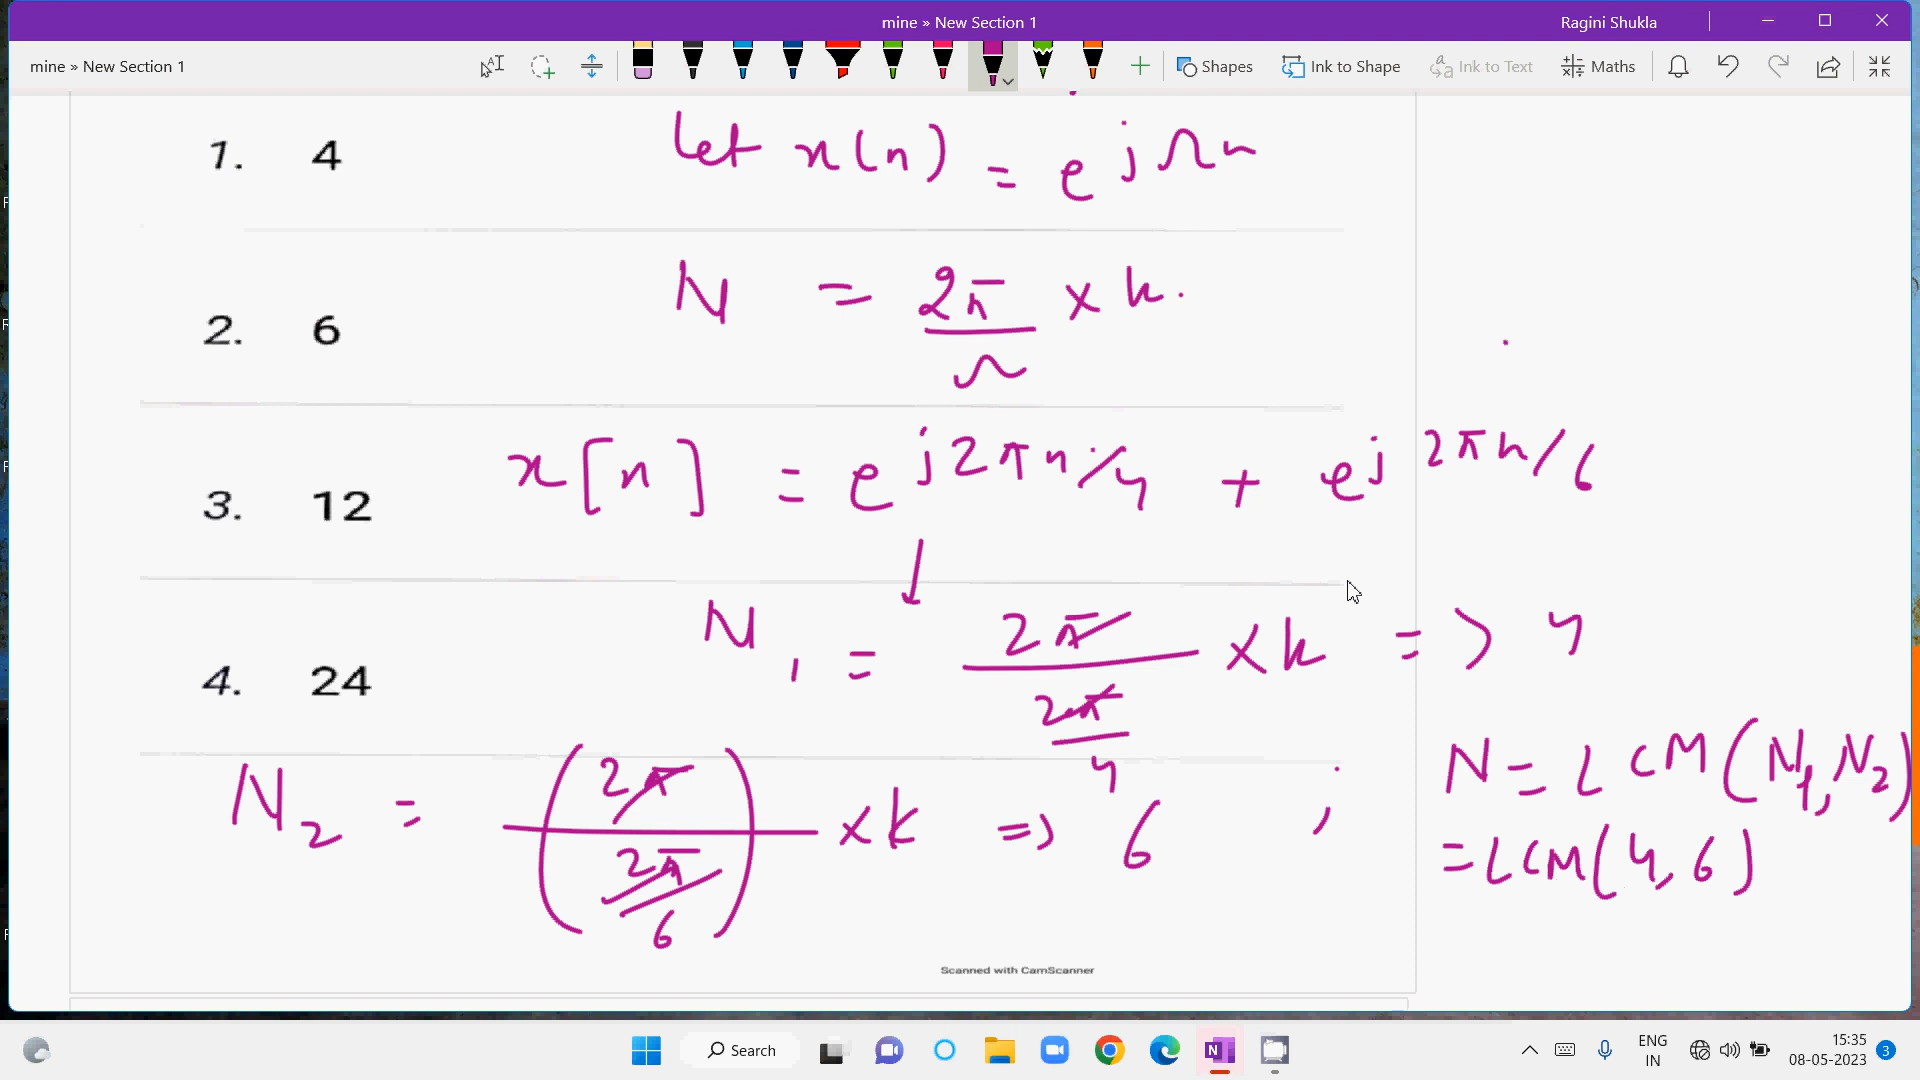 mine » New Section 1
Ragini Shukla
mine » New Section 1
Shapes
Ink to Shape
Ink to Text
Maths
1. 4
let x(n) = e^jΩn
2. 6
N = 2π/Ω × k.
3. 12
x[n] = e^j2πn/4 + e^j2πn/6
4. 24
N1 = 2π/(2π/4) × k => 4
N2 = (2π/(2π/6)) × k => 6 ;
N = LCM(N1, N2)
= LCM(4, 6)
Scanned with CamScanner
Search
ENG
IN
15:35
08-05-2023
3